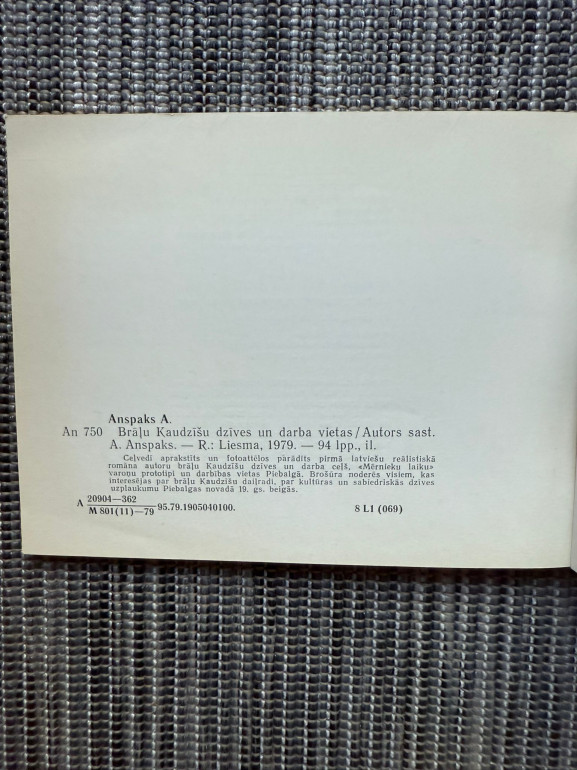 Anspaks A.
An 750 Brāļu Kaudzīšu dzīves un darba vietas / Autors sast.
A. Anspaks. — R.: Liesma, 1979. — 94 lpp., il.
Ceļvedī aprakstīts un fotoattēlos parādīts pirmā latviešu reālistiskā
romāna autoru brāļu Kaudzīšu dzīves un darba ceļš, «Mērnieku laiku»
varoņu prototipi un darbības vietas Piebalgā. Brošūra noderēs visiem, kas
interesējas par brāļu Kaudzīšu daiļradi, par kultūras un sabiedriskās dzīves
uzplaukumu Piebalgas novadā 19. gs. beigās.
A 20904—362
M 801(11)—79 95.79.1905040100. 8 L1 (069)